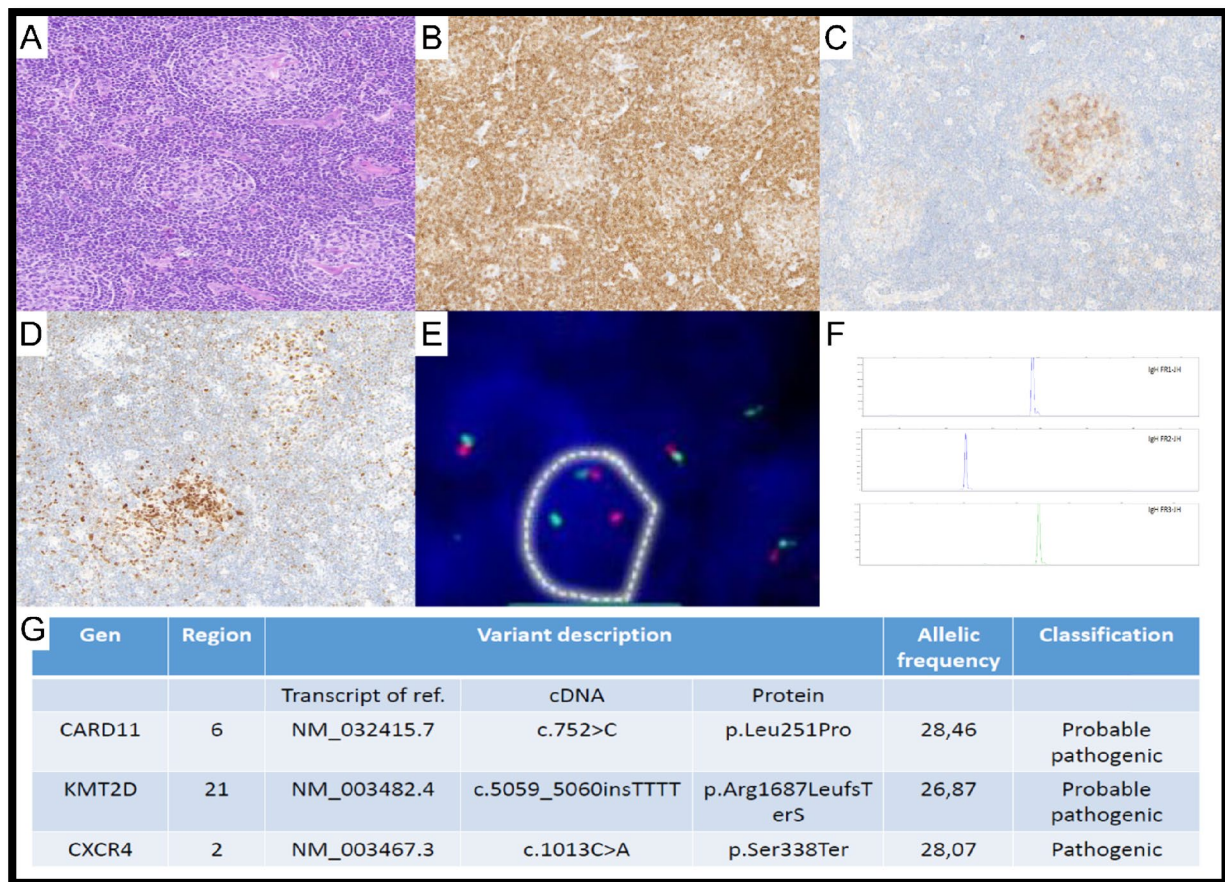 A
B
C
D
E
F
IgH FR1-JH
IgH FR2-JH
IgH FR3-JH
G
Gen Region Variant description Allelic frequency Classification
Transcript of ref. cDNA Protein
CARD11 6 NM_032415.7 c.752>C p.Leu251Pro 28,46 Probable pathogenic
KMT2D 21 NM_003482.4 c.5059_5060insTTTT p.Arg1687LeufsTerS 26,87 Probable pathogenic
CXCR4 2 NM_003467.3 c.1013C>A p.Ser338Ter 28,07 Pathogenic